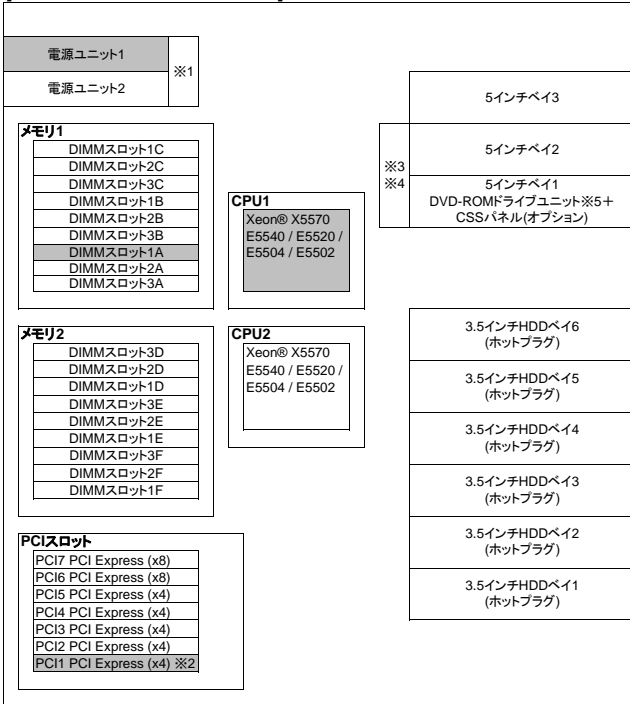 電源ユニット1
※1
電源ユニット2
メモリ1
DIMMスロット1C
DIMMスロット2C
DIMMスロット3C
DIMMスロット1B
DIMMスロット2B
DIMMスロット3B
DIMMスロット1A
DIMMスロット2A
DIMMスロット3A
CPU1
Xeon® X5570
E5540 / E5520 /
E5504 / E5502
5インチベイ3
※3
※4
5インチベイ2
5インチベイ1
DVD-ROMドライブユニット※5+
CSSパネル(オプション)
メモリ2
DIMMスロット3D
DIMMスロット2D
DIMMスロット1D
DIMMスロット3E
DIMMスロット2E
DIMMスロット1E
DIMMスロット3F
DIMMスロット2F
DIMMスロット1F
CPU2
Xeon® X5570
E5540 / E5520 /
E5504 / E5502
3.5インチHDDベイ6
(ホットプラグ)
3.5インチHDDベイ5
(ホットプラグ)
3.5インチHDDベイ4
(ホットプラグ)
3.5インチHDDベイ3
(ホットプラグ)
3.5インチHDDベイ2
(ホットプラグ)
3.5インチHDDベイ1
(ホットプラグ)
PCIスロット
PCI7 PCI Express (x8)
PCI6 PCI Express (x8)
PCI5 PCI Express (x4)
PCI4 PCI Express (x4)
PCI3 PCI Express (x4)
PCI2 PCI Express (x4)
PCI1 PCI Express (x4) ※2